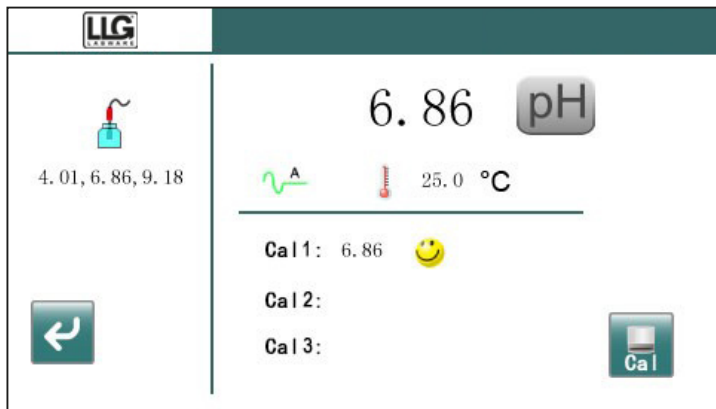 LLG
LABWARE
4.01, 6.86, 9.18
6.86 pH
A
25.0 °C
Cal1: 6.86
Cal2:
Cal3:
Cal